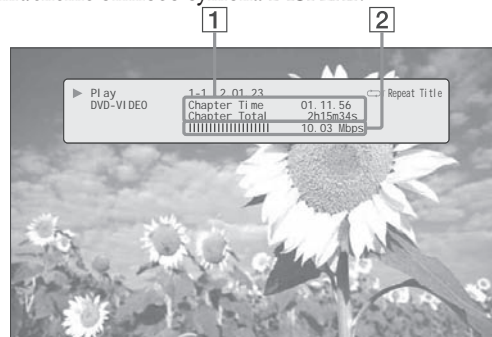 1
2
▶ Play 1-1 2.01.23 Repeat Title
DVD-VIDEO Chapter Time 01.11.56
Chapter Total 2h15m34s
10.03 Mbps